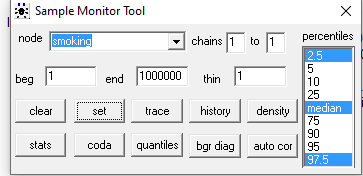 Sample Monitor Tool
node smoking chains 1 to 1 percentiles
2.5
5
10
25
median
75
90
95
97.5
beg 1 end 1000000 thin 1
clear set trace history density
stats coda quantiles bgr diag auto cor